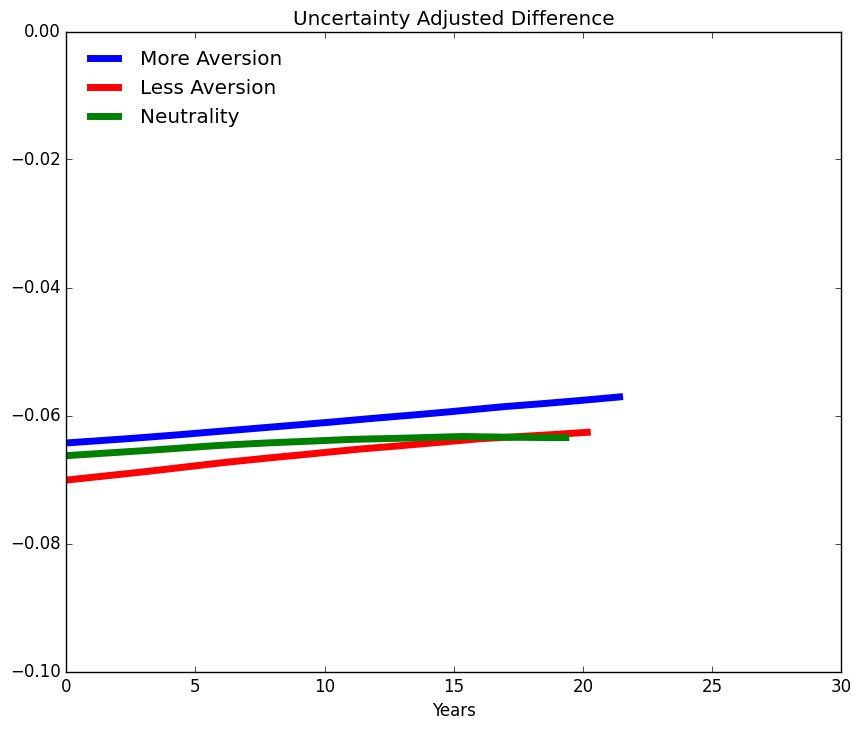 Uncertainty Adjusted Difference
0.00
More Aversion
Less Aversion
Neutrality
−0.02
−0.04
−0.06
−0.08
−0.10
0 5 10 15 20 25 30
Years